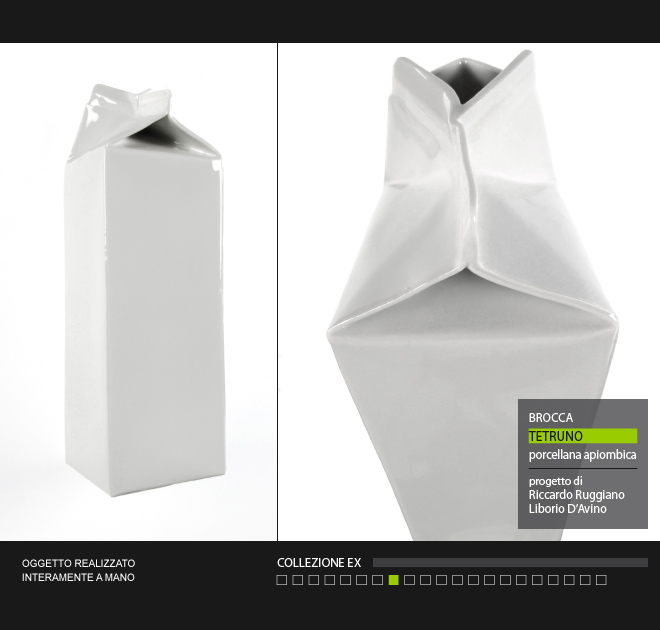 BROCCA
TETRUNO
porcellana apiombica
progetto di
Riccardo Ruggiano
Liborio D'Avino
OGGETTO REALIZZATO
INTERAMENTE A MANO
COLLEZIONE EX